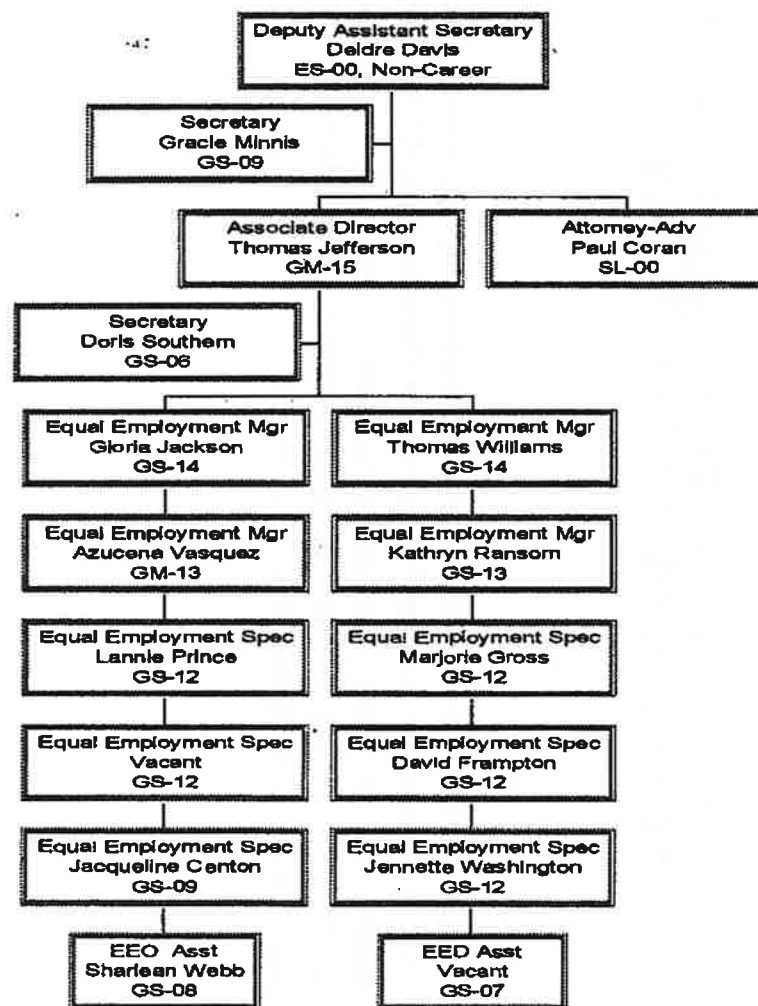 Deputy Assistant Secretary
Deidre Davis
ES-00, Non-Career
Secretary
Gracie Minnis
GS-09
Associate Director
Thomas Jefferson
GM-15
Attorney-Adv
Paul Coran
SL-00
Secretary
Doris Southern
GS-06
Equal Employment Mgr
Gloria Jackson
GS-14
Equal Employment Mgr
Thomas Williams
GS-14
Equal Employment Mgr
Azucena Vasquez
GM-13
Equal Employment Mgr
Kathryn Ransom
GS-13
Equal Employment Spec
Lannie Prince
GS-12
Equal Employment Spec
Marjorie Gross
GS-12
Equal Employment Spec
Vacant
GS-12
Equal Employment Spec
David Frampton
GS-12
Equal Employment Spec
Jacqueline Canton
GS-09
Equal Employment Spec
Jennette Washington
GS-12
EEO Asst
Sharlean Webb
GS-08
EED Asst
Vacant
GS-07